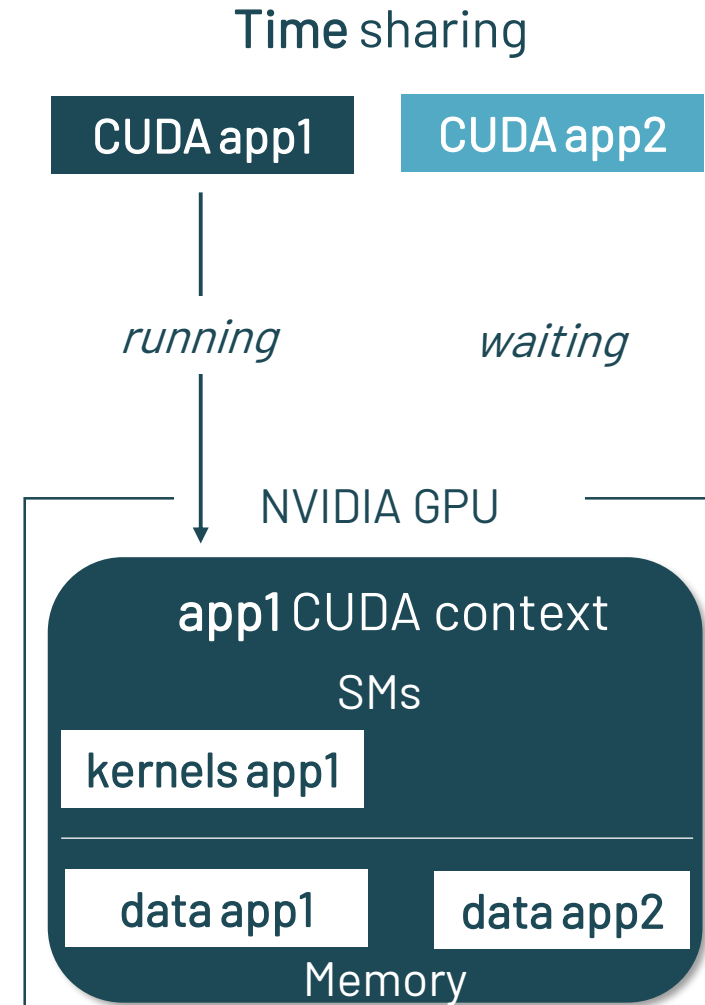 Time sharing
CUDA app1
CUDA app2
running
waiting
NVIDIA GPU
app1 CUDA context
SMs
kernels app1
data app1
data app2
Memory